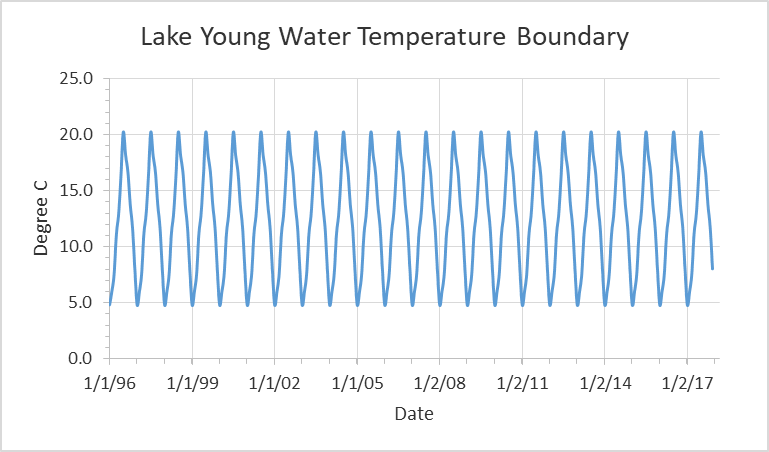 Lake Young Water Temperature Boundary
25.0
20.0
15.0
10.0
5.0
0.0
Degree C
1/1/96 1/1/99 1/1/02 1/1/05 1/2/08 1/2/11 1/2/14 1/2/17
Date